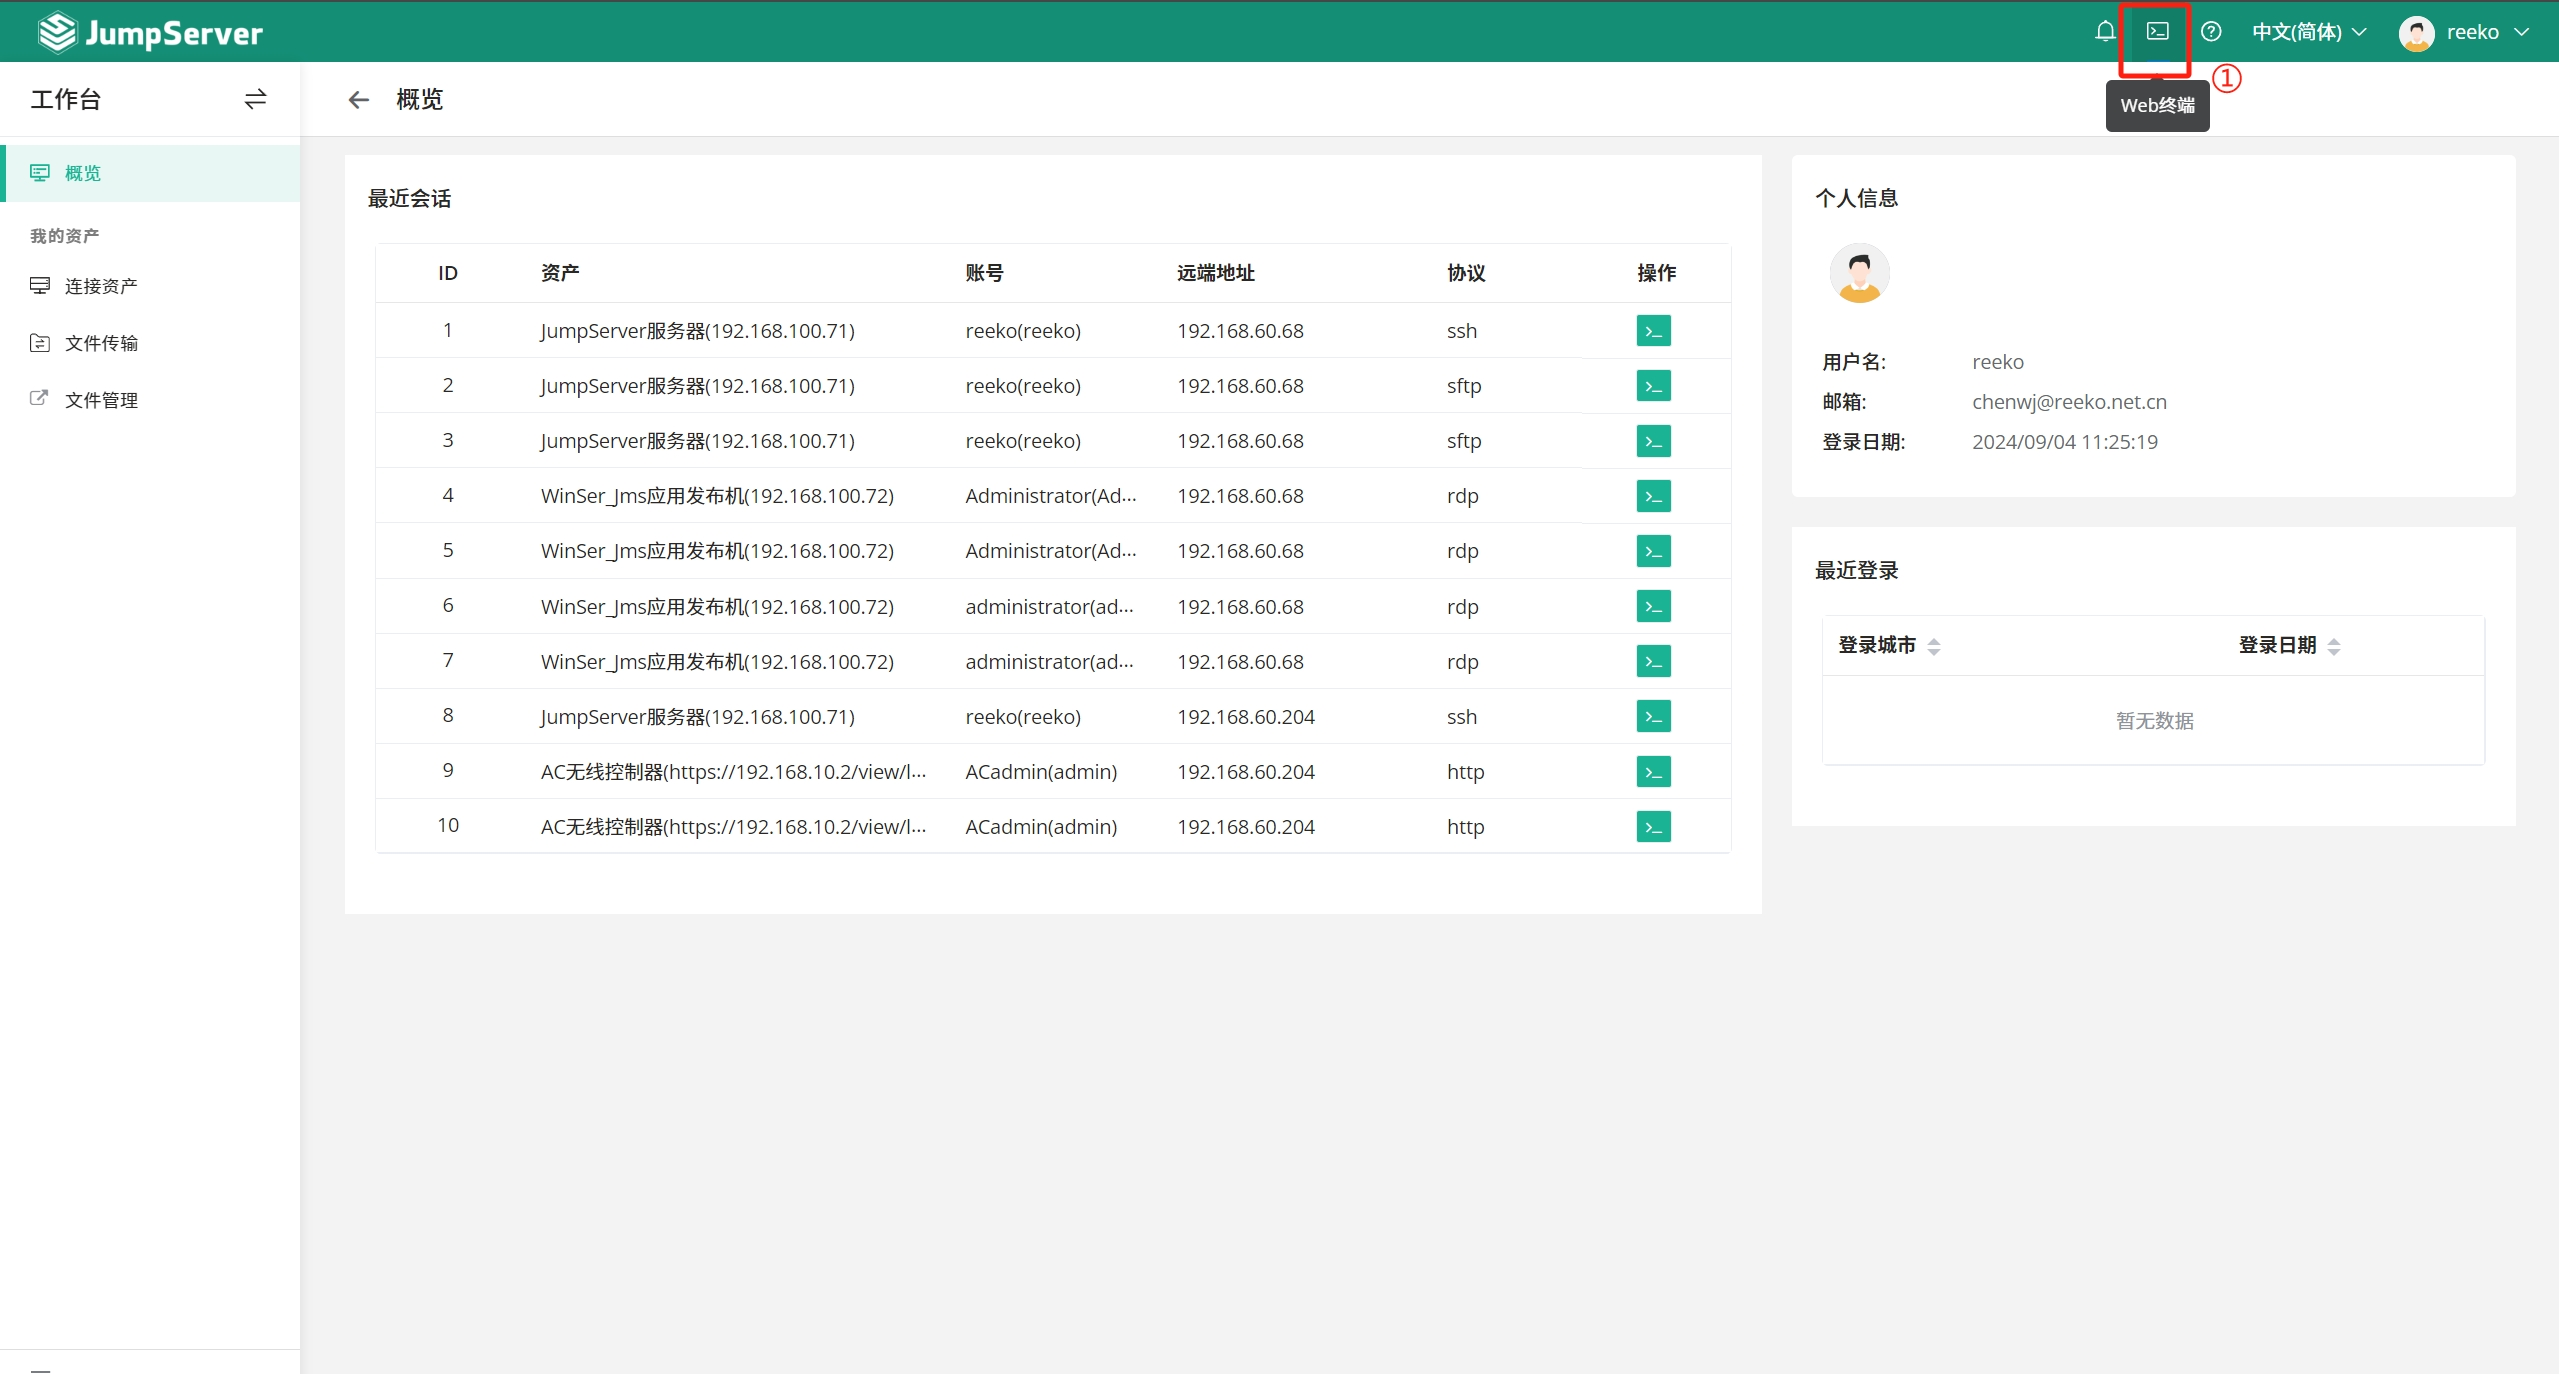 JumpServer
中文(简体)
reeko
①
Web终端
工作台
概览
概览
我的资产
连接资产
文件传输
文件管理
最近会话
ID 资产 账号 远端地址 协议 操作
1 JumpServer服务器(192.168.100.71) reeko(reeko) 192.168.60.68 ssh
2 JumpServer服务器(192.168.100.71) reeko(reeko) 192.168.60.68 sftp
3 JumpServer服务器(192.168.100.71) reeko(reeko) 192.168.60.68 sftp
4 WinSer_Jms应用发布机(192.168.100.72) Administrator(Ad... 192.168.60.68 rdp
5 WinSer_Jms应用发布机(192.168.100.72) Administrator(Ad... 192.168.60.68 rdp
6 WinSer_Jms应用发布机(192.168.100.72) administrator(ad... 192.168.60.68 rdp
7 WinSer_Jms应用发布机(192.168.100.72) administrator(ad... 192.168.60.68 rdp
8 JumpServer服务器(192.168.100.71) reeko(reeko) 192.168.60.204 ssh
9 AC无线控制器(https://192.168.10.2/view/l... ACadmin(admin) 192.168.60.204 http
10 AC无线控制器(https://192.168.10.2/view/l... ACadmin(admin) 192.168.60.204 http
个人信息
用户名: reeko
邮箱: chenwj@reeko.net.cn
登录日期: 2024/09/04 11:25:19
最近登录
登录城市 登录日期
暂无数据